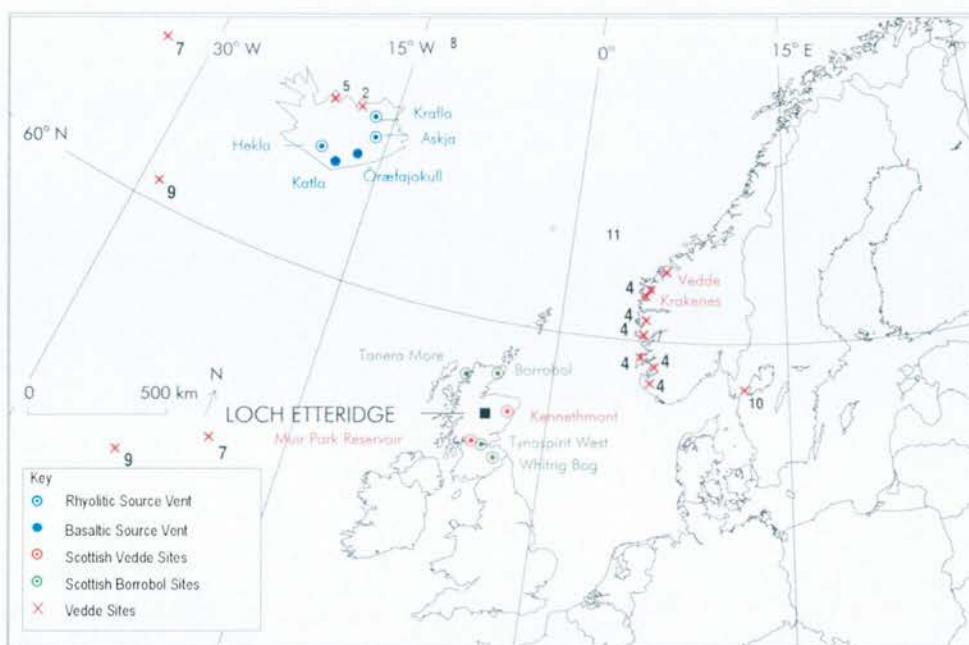 30° W
15° W
8
0°
15° E
7
5
2
Krafla
60° N
Askja
Hekla
Katla
Oræfajokull
9
11
4
Vedde
Krakenes
4
4
Tanera More
Borrobol
4
4
4
10
0
500 km
N
LOCH ETTERIDGE
Kennethmont
Muir Park Reservoir
Tynaspirit West
Whitrig Bog
9
7
Key
Rhyolitic Source Vent
Basaltic Source Vent
Scottish Vedde Sites
Scottish Borrobol Sites
Vedde Sites